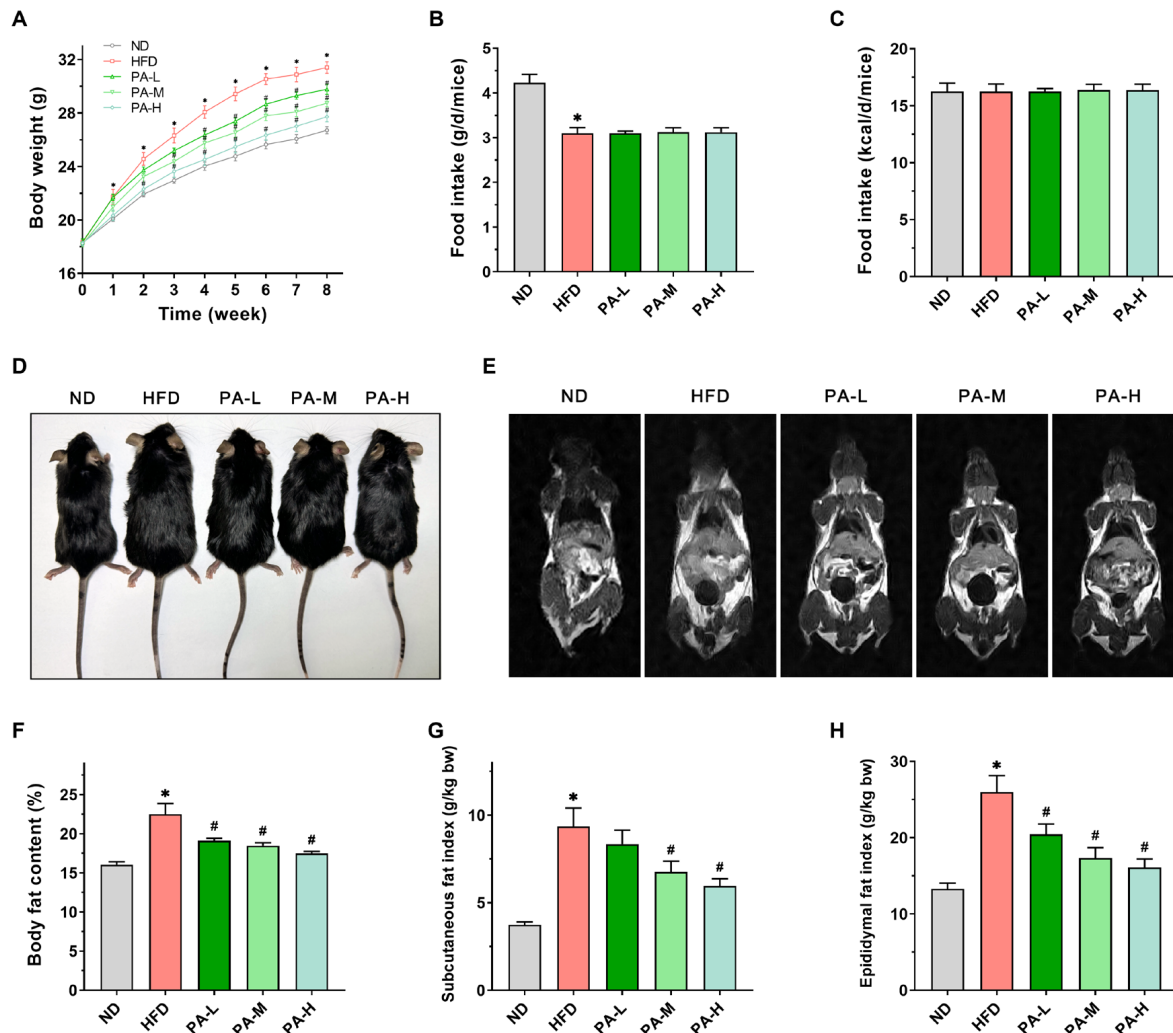 A
B
C
ND
HFD
PA-L
PA-M
PA-H
Body weight (g)
32
28
24
20
16
0 1 2 3 4 5 6 7 8
Time (week)
* * * * * * * *
# # # # #
# # # # # #
# # # # # # #
Food intake (g/d/mice)
5
4
3
2
1
0
*
ND HFD PA-L PA-M PA-H
Food intake (kcal/d/mice)
20
15
10
5
0
ND HFD PA-L PA-M PA-H
D
E
ND HFD PA-L PA-M PA-H
ND HFD PA-L PA-M PA-H
F
G
H
Body fat content (%)
25
20
15
10
5
0
* # # #
ND HFD PA-L PA-M PA-H
Subcutaneous fat index (g/kg bw)
10
5
0
* # #
ND HFD PA-L PA-M PA-H
Epididymal fat index (g/kg bw)
30
20
10
0
* # # #
ND HFD PA-L PA-M PA-H